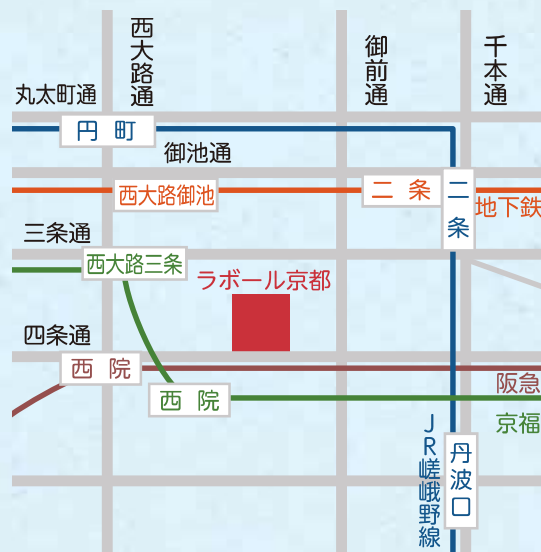 西大路通
御前通
千本通
丸太町通
円町
御池通
西大路御池
二条
二条
地下鉄
三条通
西大路三条
ラボール京都
四条通
西院
西院
阪急
京福
JR嵯峨野線
丹波口